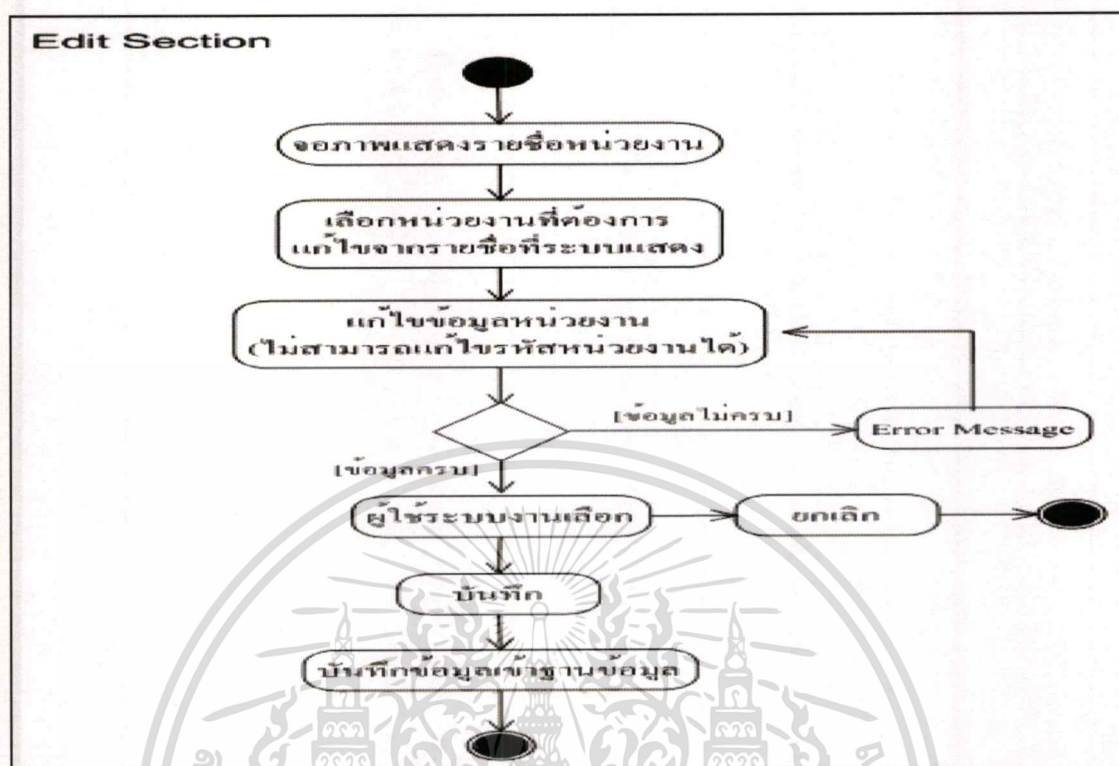 Edit Section
จอภาพแสดงรายชื่อหน่วยงาน
เลือกหน่วยงานที่ต้องการ
แก้ไขจากรายชื่อที่ระบบแสดง
แก้ไขข้อมูลหน่วยงาน
(ไม่สามารถแก้ไขรหัสหน่วยงานได้)
[ข้อมูลไม่ครบ]
Error Message
[ข้อมูลครบ]
ผู้ใช้ระบบงานเลือก
ยกเลิก
บันทึก
บันทึกข้อมูลเข้าฐานข้อมูล